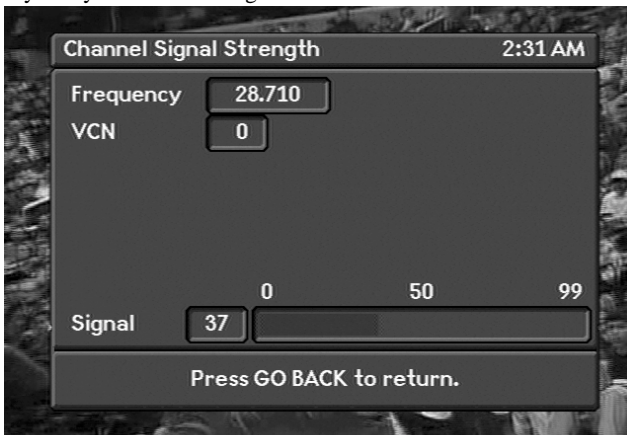 Channel Signal Strength 2:31 AM
Frequency 28.710
VCN 0
0 50 99
Signal 37
Press GO BACK to return.